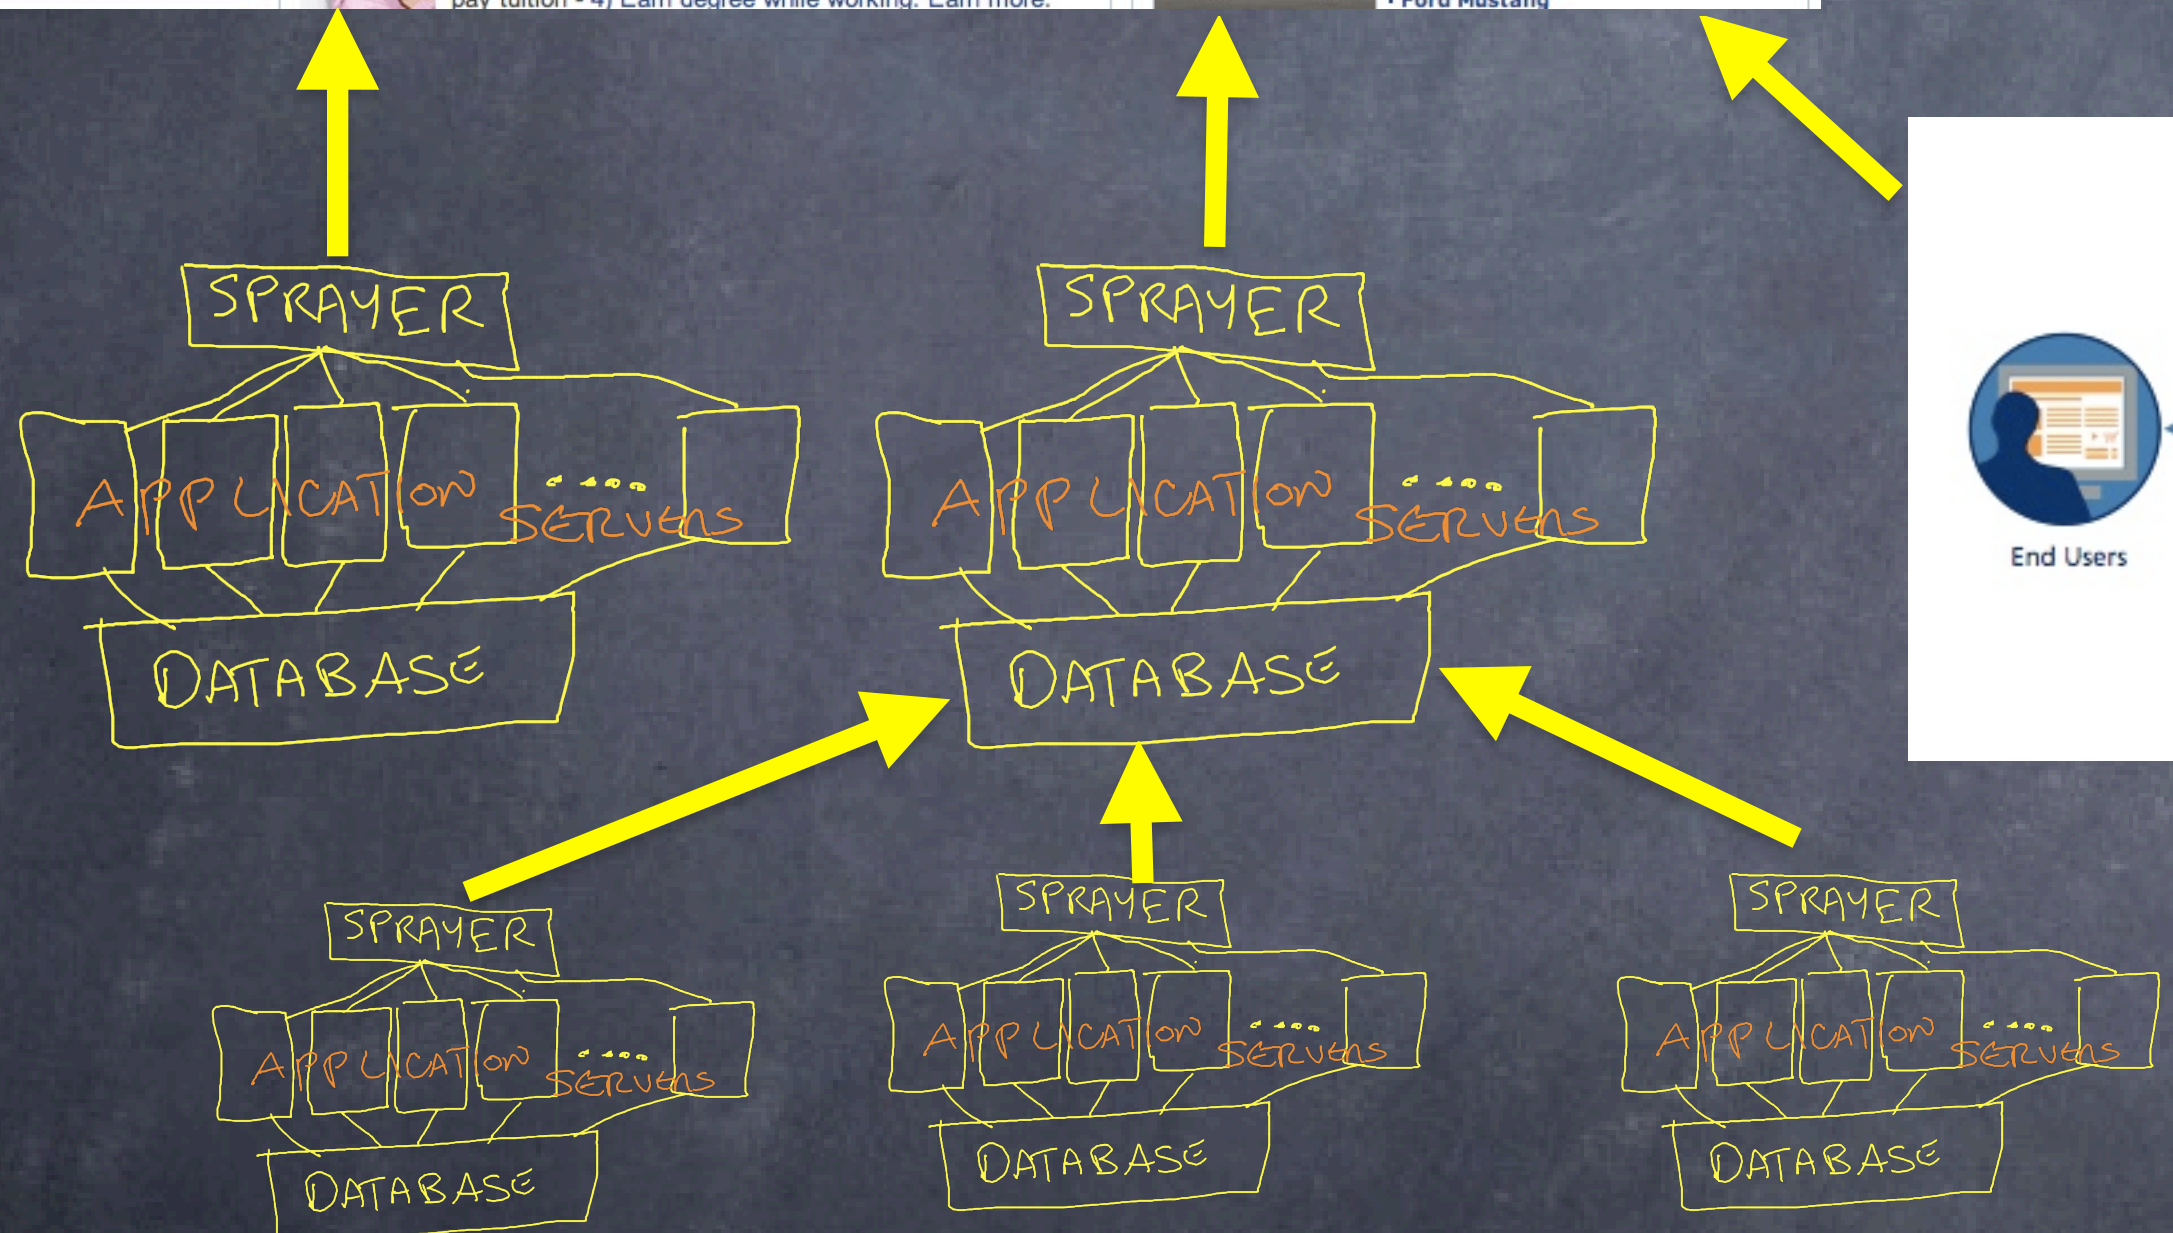 pay tuition - 4) Earn degree while working. Earn more.
• Ford Mustang
SPRAYER
SPRAYER
APPLICATION
SERVERS
APPLICATION
SERVERS
End Users
DATABASE
DATABASE
SPRAYER
SPRAYER
SPRAYER
APPLICATION
SERVERS
APPLICATION
SERVERS
APPLICATION
SERVERS
DATABASE
DATABASE
DATABASE